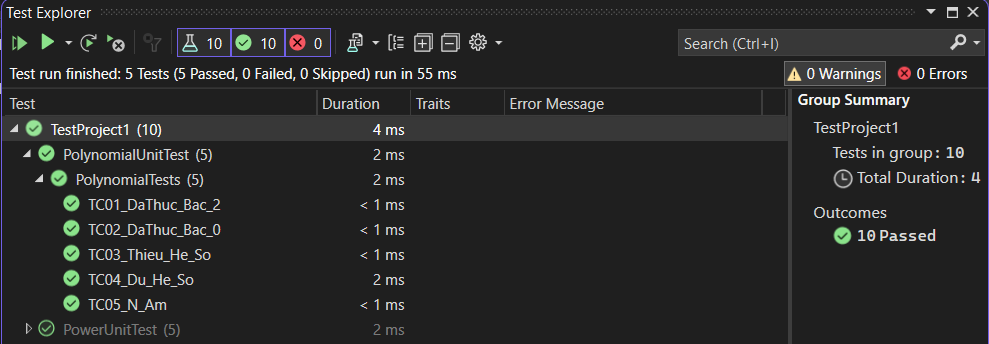 Test Explorer
10 10 0
Search (Ctrl+I)
Test run finished: 5 Tests (5 Passed, 0 Failed, 0 Skipped) run in 55 ms
0 Warnings
0 Errors
Test Duration Traits Error Message
TestProject1 (10) 4 ms
PolynomialUnitTest (5) 2 ms
PolynomialTests (5) 2 ms
TC01_DaThuc_Bac_2 < 1 ms
TC02_DaThuc_Bac_0 < 1 ms
TC03_Thieu_He_So < 1 ms
TC04_Du_He_So 2 ms
TC05_N_Am < 1 ms
PowerUnitTest (5) 2 ms
Group Summary
TestProject1
Tests in group: 10
Total Duration: 4
Outcomes
10 Passed